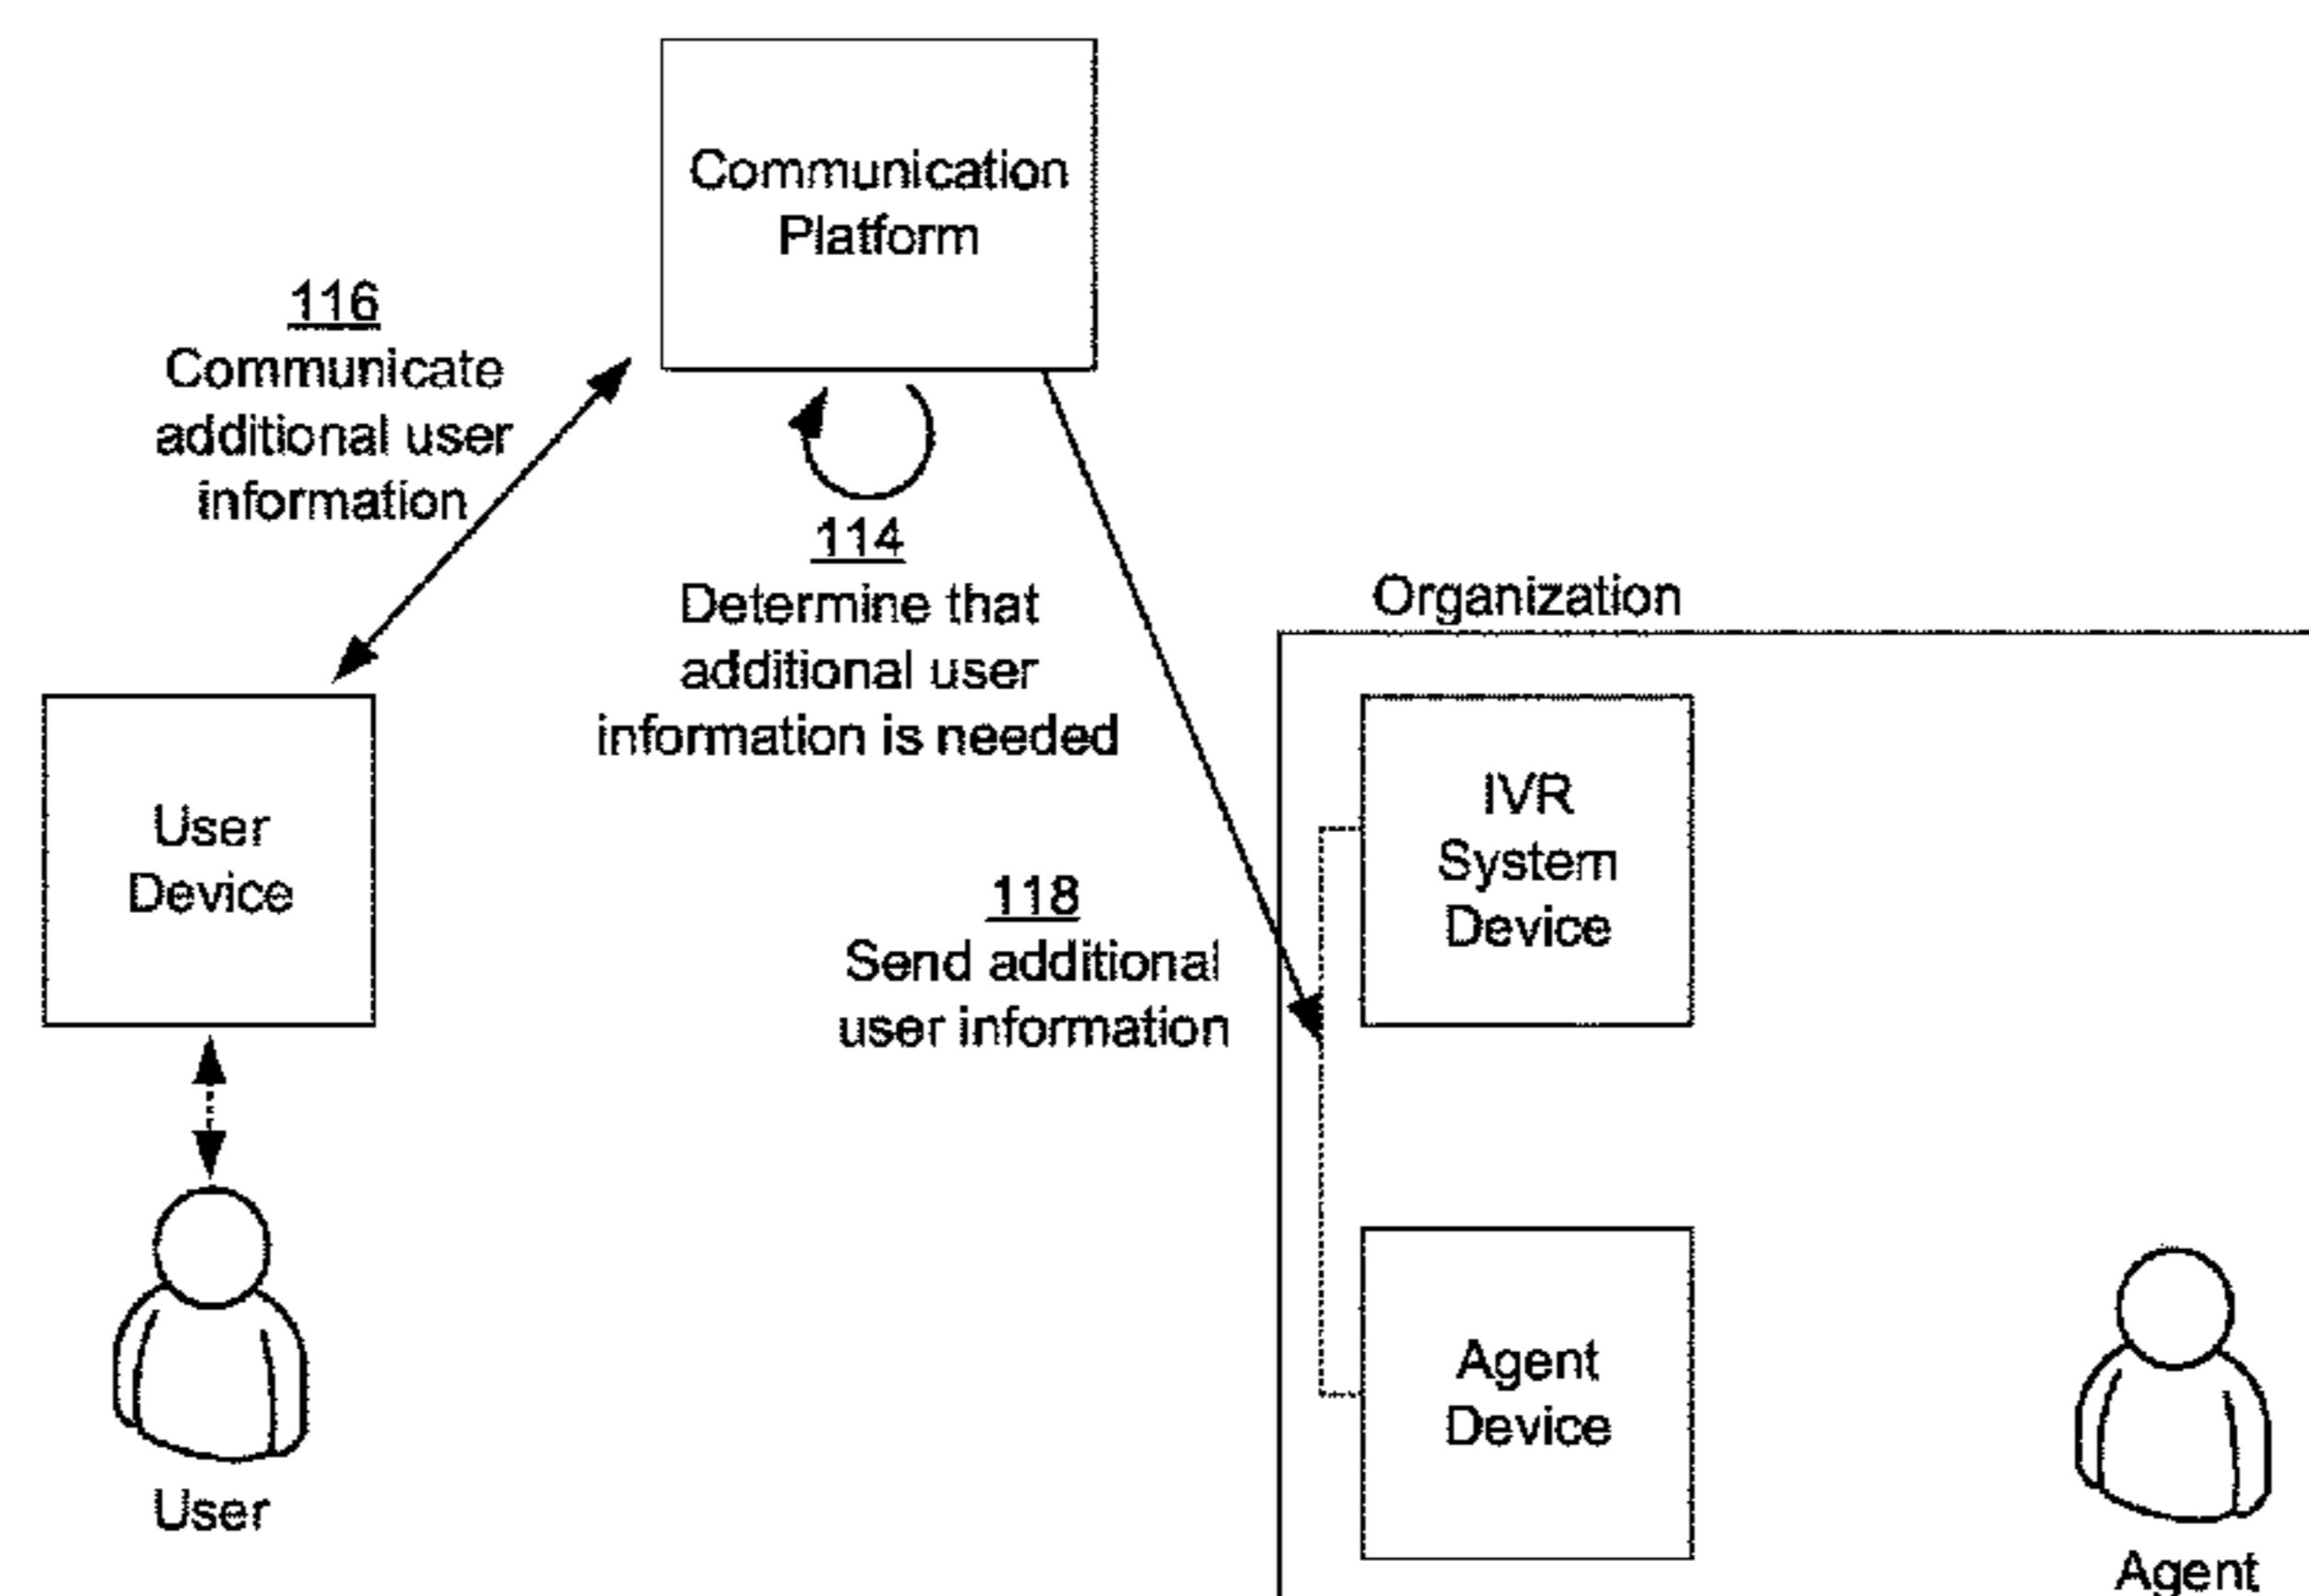 Communication
Platform
116
Communicate
additional user
information
114
Determine that
additional user
information is needed
Organization
User
Device
IVR
System
Device
118
Send additional
user information
Agent
Device
User
Agent